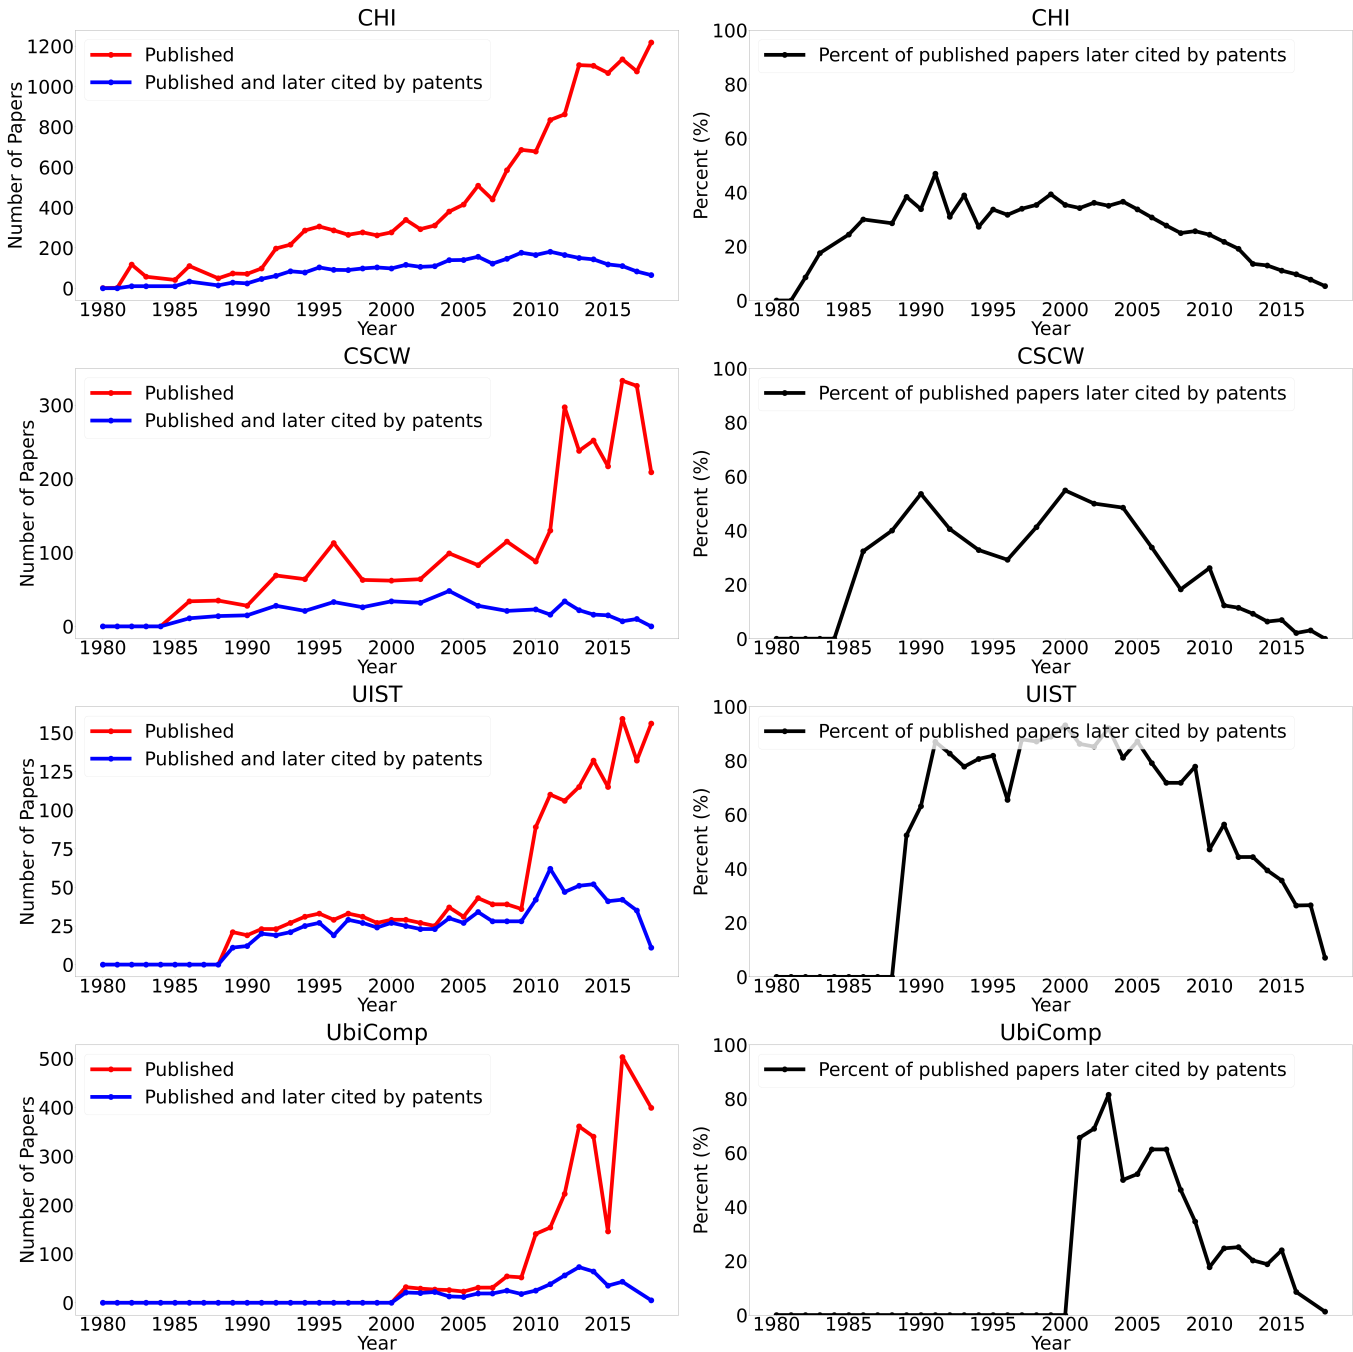 CHI
Number of Papers
1200
1000
800
600
400
200
0
Published
Published and later cited by patents
1980 1985 1990 1995 2000 2005 2010 2015
Year
CHI
Percent (%)
100
80
60
40
20
0
Percent of published papers later cited by patents
1980 1985 1990 1995 2000 2005 2010 2015
Year
CSCW
Number of Papers
300
200
100
0
Published
Published and later cited by patents
1980 1985 1990 1995 2000 2005 2010 2015
Year
CSCW
Percent (%)
100
80
60
40
20
0
Percent of published papers later cited by patents
1980 1985 1990 1995 2000 2005 2010 2015
Year
UIST
Number of Papers
150
125
100
75
50
25
0
Published
Published and later cited by patents
1980 1985 1990 1995 2000 2005 2010 2015
Year
UIST
Percent (%)
100
80
60
40
20
0
Percent of published papers later cited by patents
1980 1985 1990 1995 2000 2005 2010 2015
Year
UbiComp
Number of Papers
500
400
300
200
100
0
Published
Published and later cited by patents
1980 1985 1990 1995 2000 2005 2010 2015
Year
UbiComp
Percent (%)
100
80
60
40
20
0
Percent of published papers later cited by patents
1980 1985 1990 1995 2000 2005 2010 2015
Year